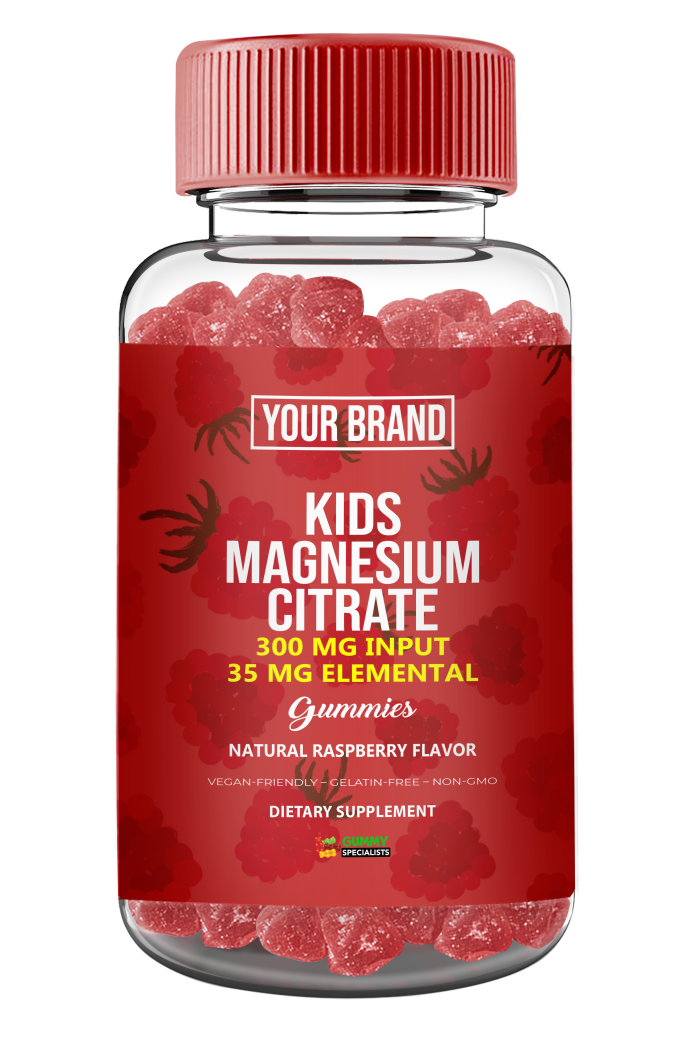 YOUR BRAND
KIDS
MAGNESIUM
CITRATE
300 MG INPUT
35 MG ELEMENTAL
Gummies
NATURAL RASPBERRY FLAVOR
VEGAN-FRIENDLY – GELATIN-FREE – NON-GMO
DIETARY SUPPLEMENT
GUMMY
SPECIALISTS